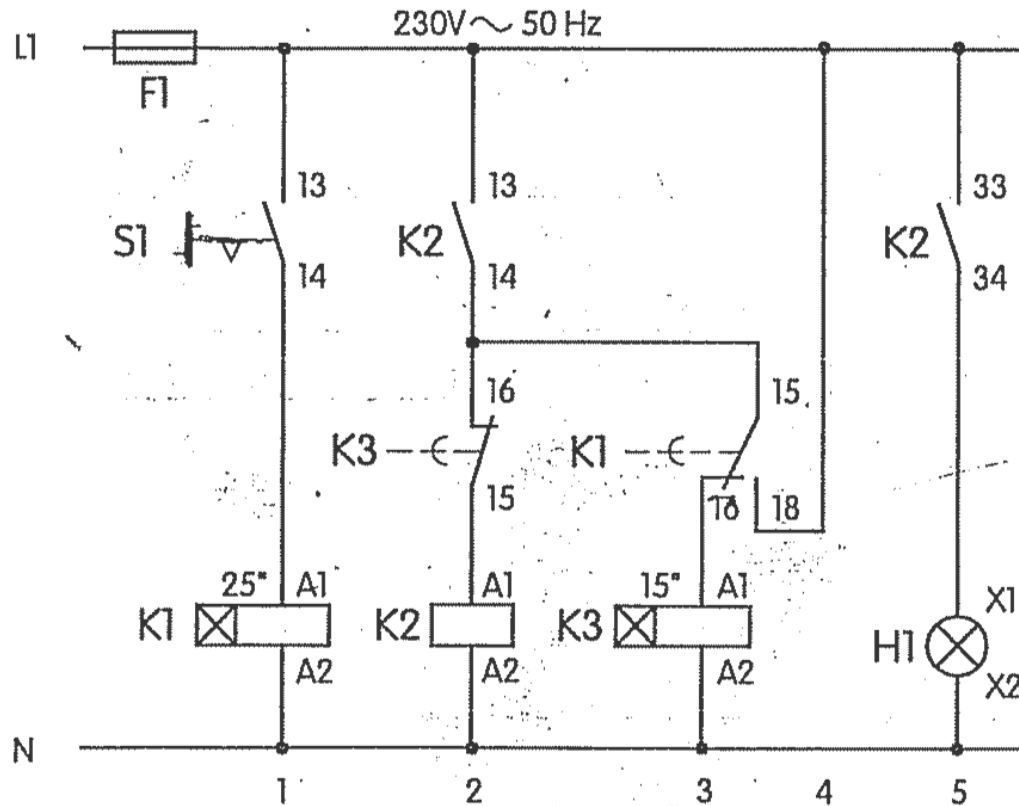 230V ~ 50 Hz
L1
F1
13 13 33
S1 K2 K2
14 14 34
16 15
K3 K1
15 16 18
25" A1 A1 15" A1 X1
K1 K2 K3 H1
A2 A2 A2 X2
N
1 2 3 4 5